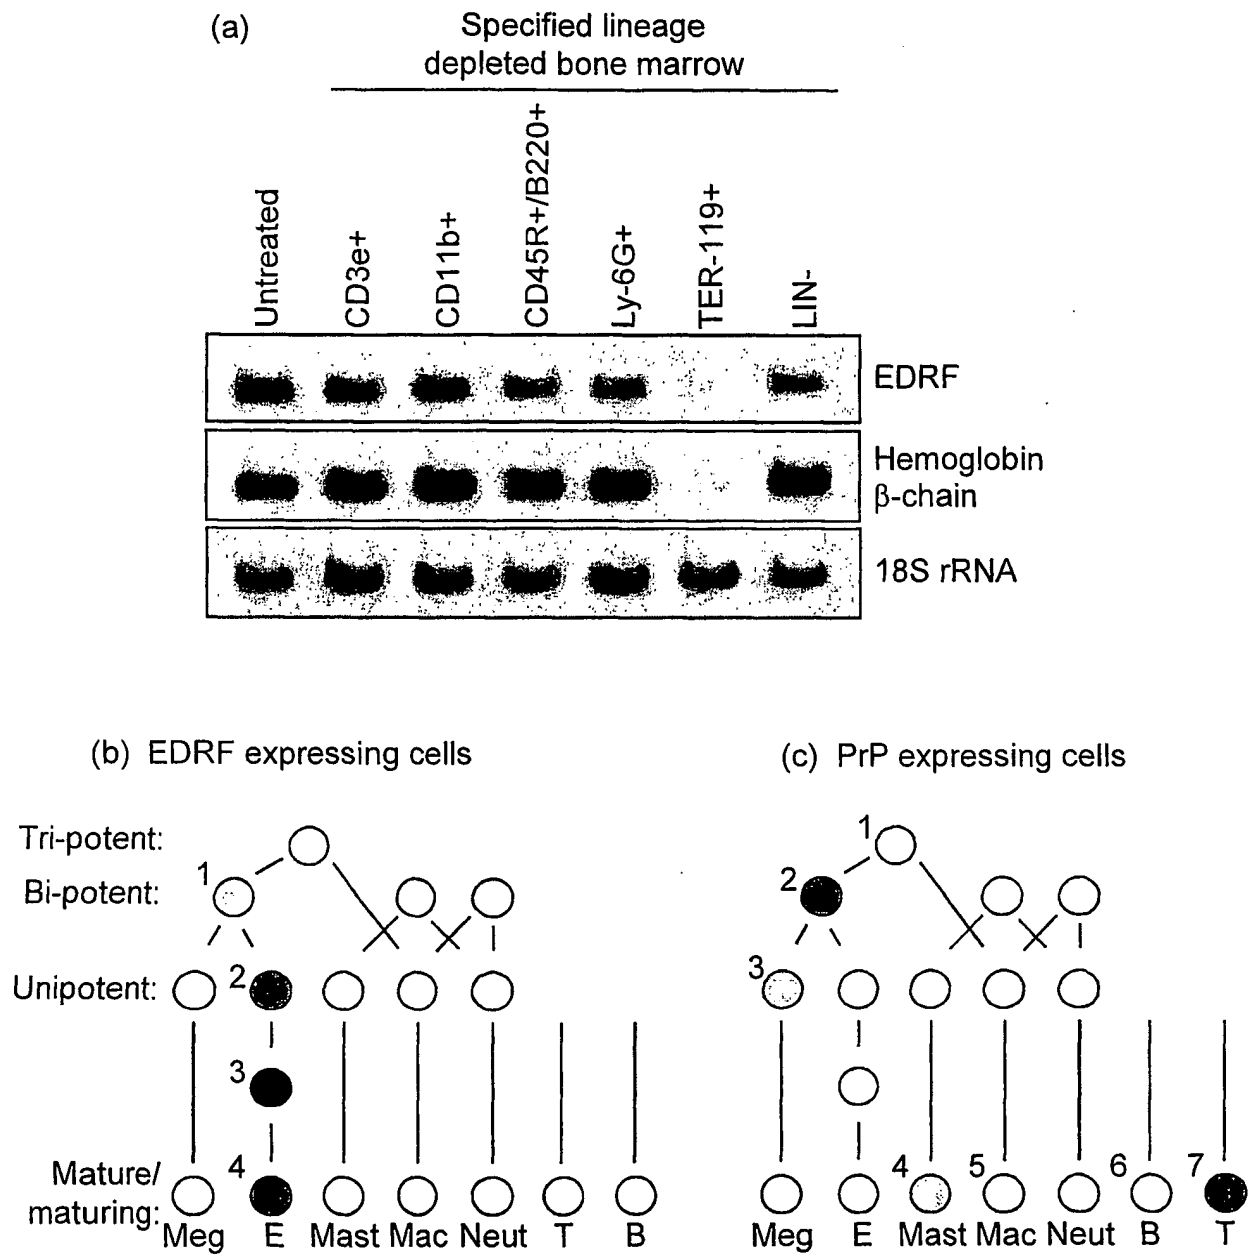 (a)
Specified lineage
depleted bone marrow
Untreated
CD3e+
CD11b+
CD45R+/B220+
Ly-6G+
TER-119+
LIN-
EDRF
Hemoglobin
β-chain
18S rRNA
(b) EDRF expressing cells
Tri-potent:
1
Bi-potent:
Unipotent:
2
3
4
Mature/
maturing:
Meg E Mast Mac Neut T B
(c) PrP expressing cells
1
2
3
4 5 6 7
Meg E Mast Mac Neut B T